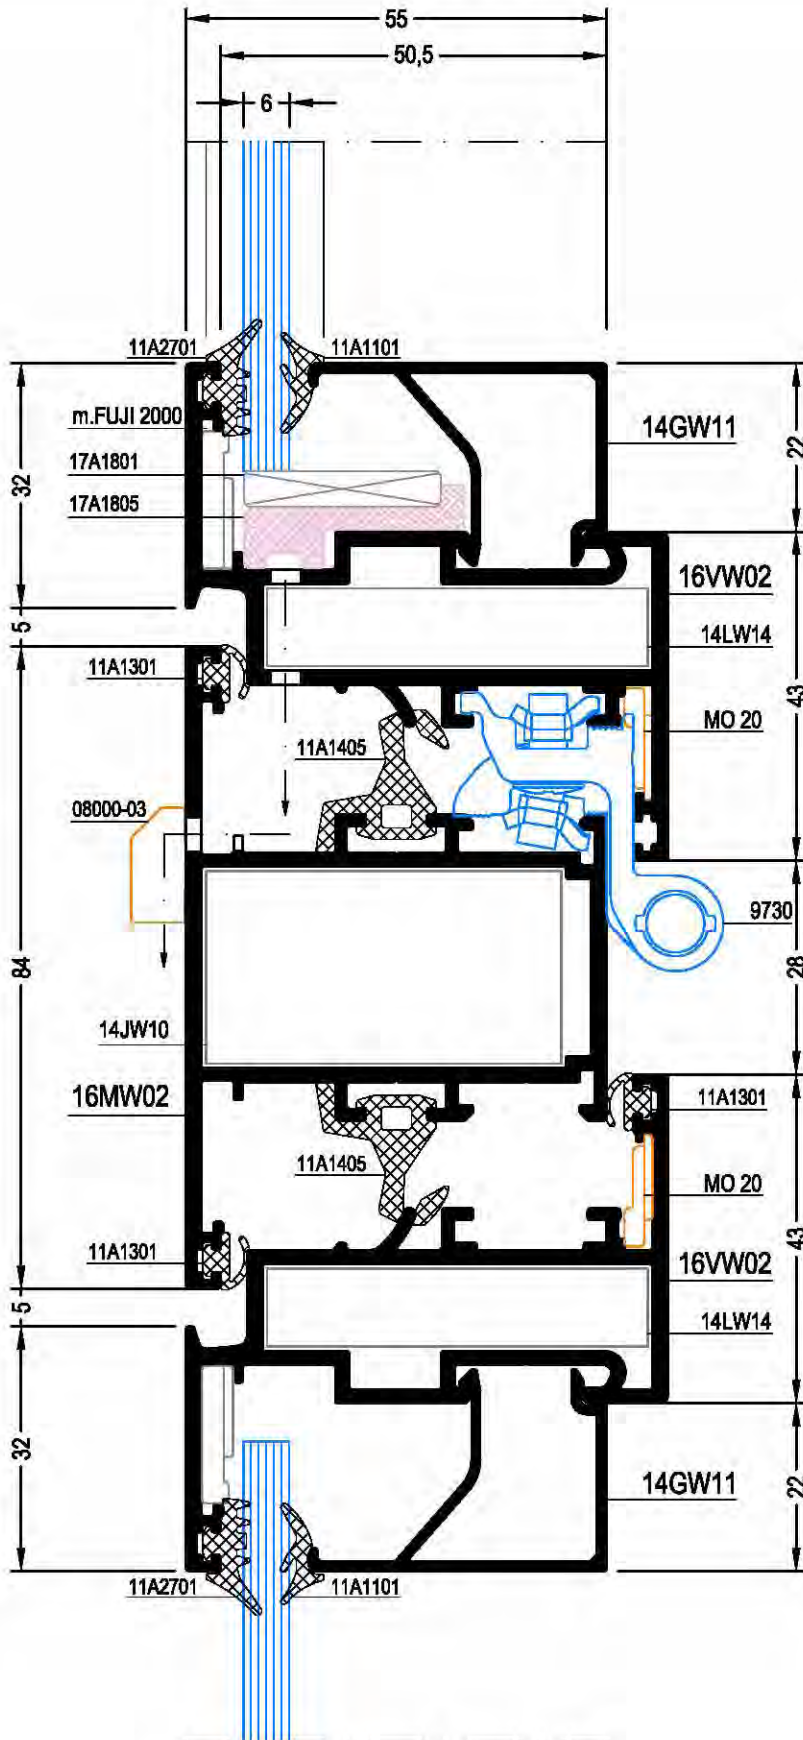 55
50,5
6
11A2701
11A1101
m.FUJI 2000
14GW11
22
32
17A1801
17A1805
16VW02
5
14LW14
43
11A1301
MO 20
11A1405
08000-03
9730
84
28
14JW10
16MW02
11A1301
11A1405
MO 20
43
11A1301
16VW02
5
14LW14
32
14GW11
22
11A2701
11A1101